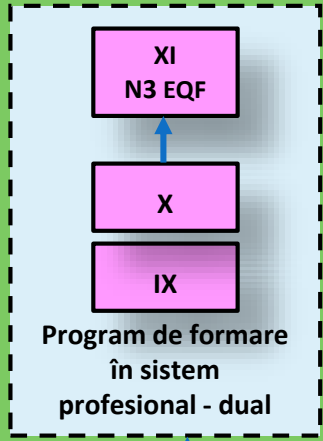 XI
N3 EQF
X
IX
Program de formare
în sistem
profesional - dual